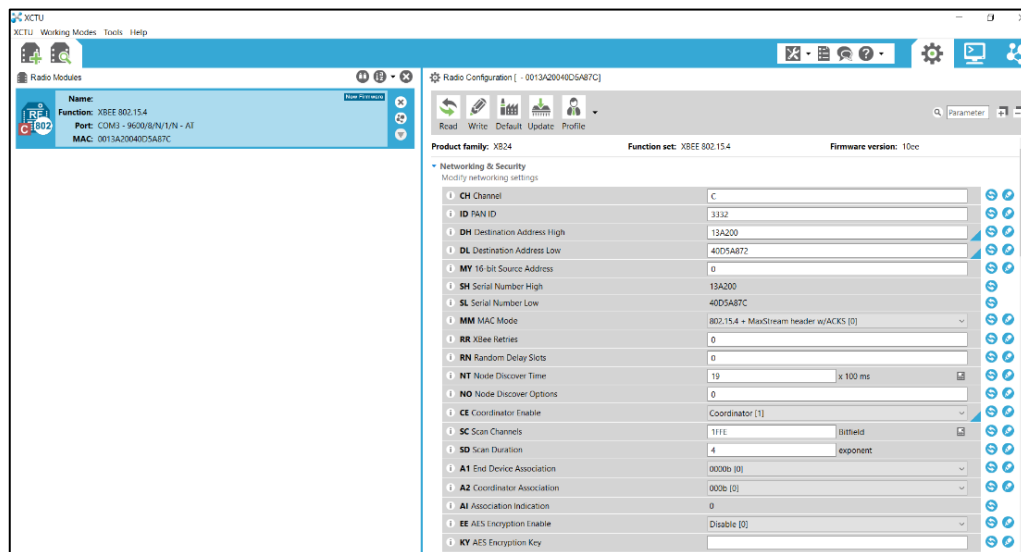 XCTU
XCTU Working Modes Tools Help
Radio Modules
Radio Configuration [ - 0013A20040D5A87C]
Name:
New Firmware
Function: XBEE 802.15.4
Port: COM3 - 9600/8/N/1/N - AT
MAC: 0013A20040D5A87C
RF
C 802
Read Write Default Update Profile
Parameter
Product family: XB24 Function set: XBEE 802.15.4 Firmware version: 10ee
Networking & Security
Modify networking settings
i CH Channel C
i ID PAN ID 3332
i DH Destination Address High 13A200
i DL Destination Address Low 40D5A872
i MY 16-bit Source Address 0
i SH Serial Number High 13A200
i SL Serial Number Low 40D5A87C
i MM MAC Mode 802.15.4 + MaxStream header w/ACKS [0]
i RR XBee Retries 0
i RN Random Delay Slots 0
i NT Node Discover Time 19 x 100 ms
i NO Node Discover Options 0
i CE Coordinator Enable Coordinator [1]
i SC Scan Channels 1FFE Bitfield
i SD Scan Duration 4 exponent
i A1 End Device Association 0000b [0]
i A2 Coordinator Association 000b [0]
i AI Association Indication 0
i EE AES Encryption Enable Disable [0]
i KY AES Encryption Key